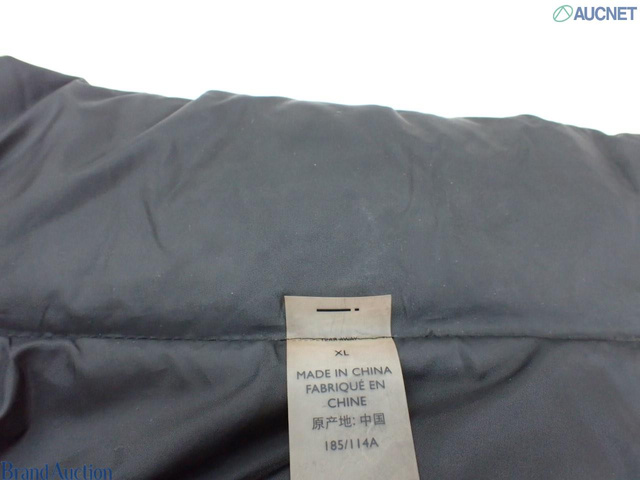 AUCNET
XL
MADE IN CHINA
FABRIQUÉ EN
CHINE
原产地: 中国
185/114A
Brand Auction